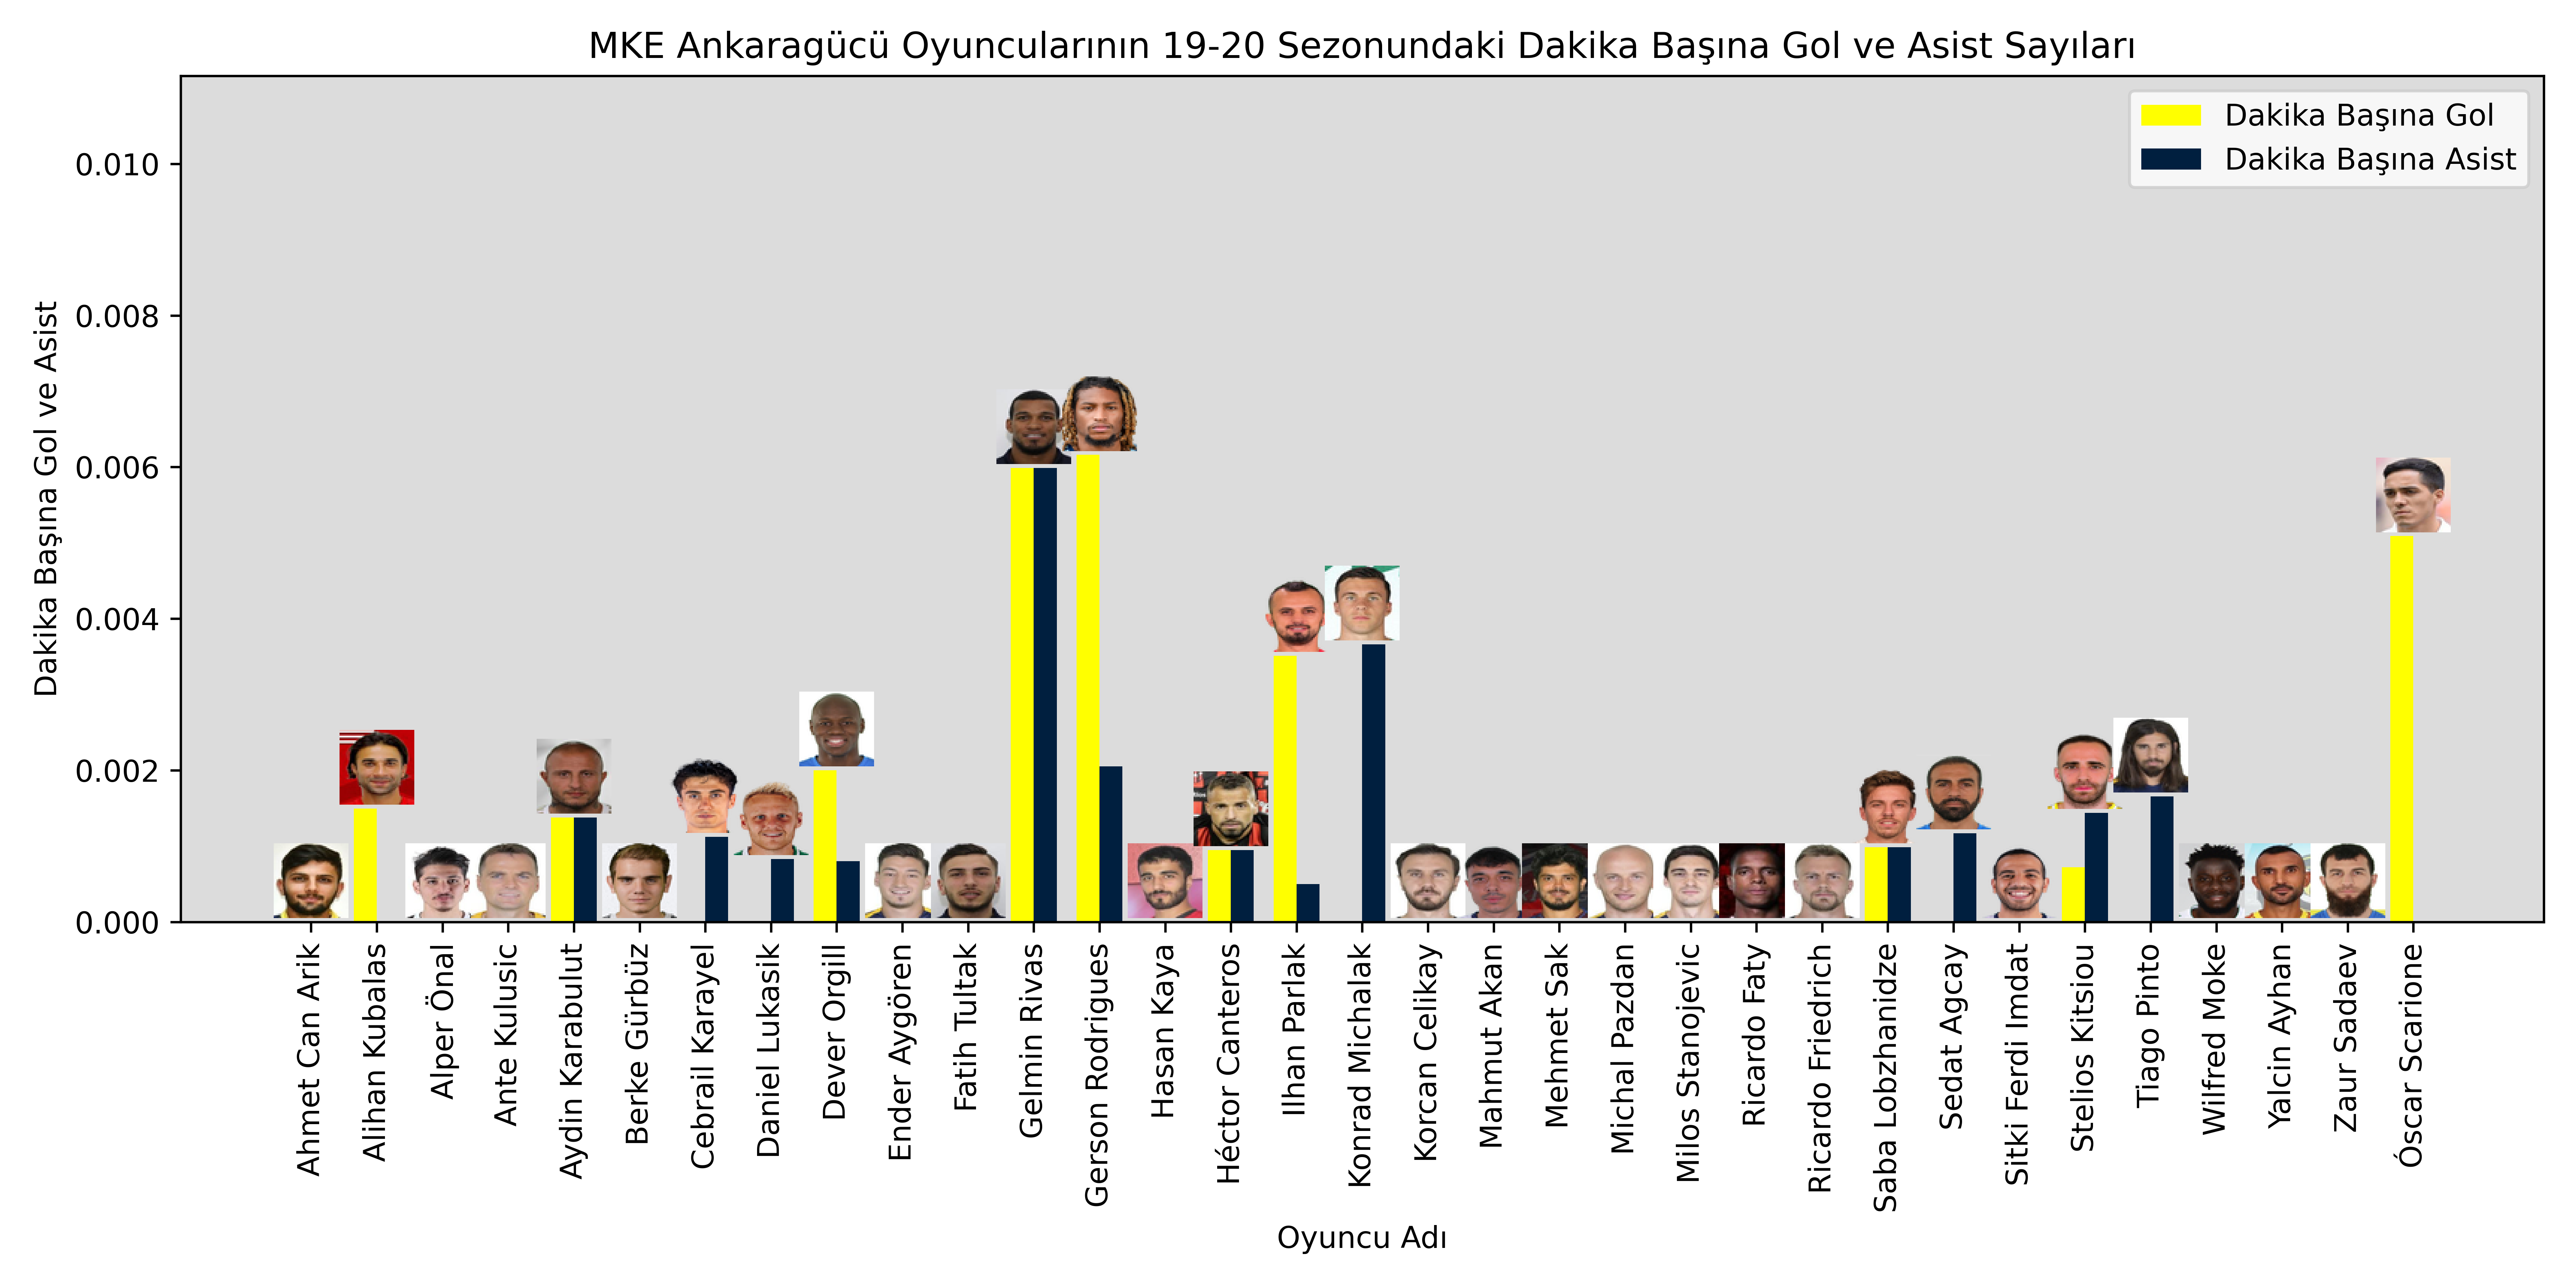 MKE Ankaragücü Oyuncularının 19-20 Sezonundaki Dakika Başına Gol ve Asist Sayıları
Dakika Başına Gol
Dakika Başına Asist
Dakika Başına Gol ve Asist
0.010
0.008
0.006
0.004
0.002
0.000
Ahmet Can Arik
Alihan Kubalas
Alper Önal
Ante Kulusic
Aydin Karabulut
Berke Gürbüz
Cebrail Karayel
Daniel Lukasik
Dever Orgill
Ender Aygören
Fatih Tultak
Gelmin Rivas
Gerson Rodrigues
Hasan Kaya
Héctor Canteros
Ilhan Parlak
Konrad Michalak
Korcan Celikay
Mahmut Akan
Mehmet Sak
Michal Pazdan
Milos Stanojevic
Ricardo Faty
Ricardo Friedrich
Saba Lobzhanidze
Sedat Agcay
Sitki Ferdi Imdat
Stelios Kitsiou
Tiago Pinto
Wilfred Moke
Yalcin Ayhan
Zaur Sadaev
Óscar Scarione
Oyuncu Adı